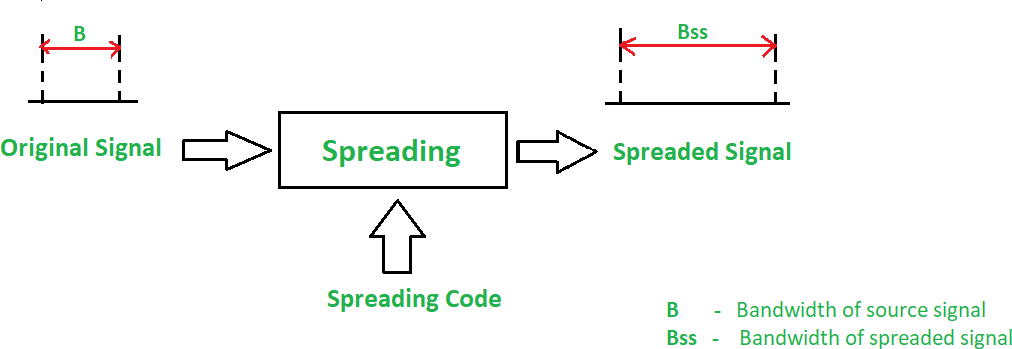 B
Bss
Original Signal
Spreading
Spreaded Signal
Spreading Code
B - Bandwidth of source signal
Bss - Bandwidth of spreaded signal